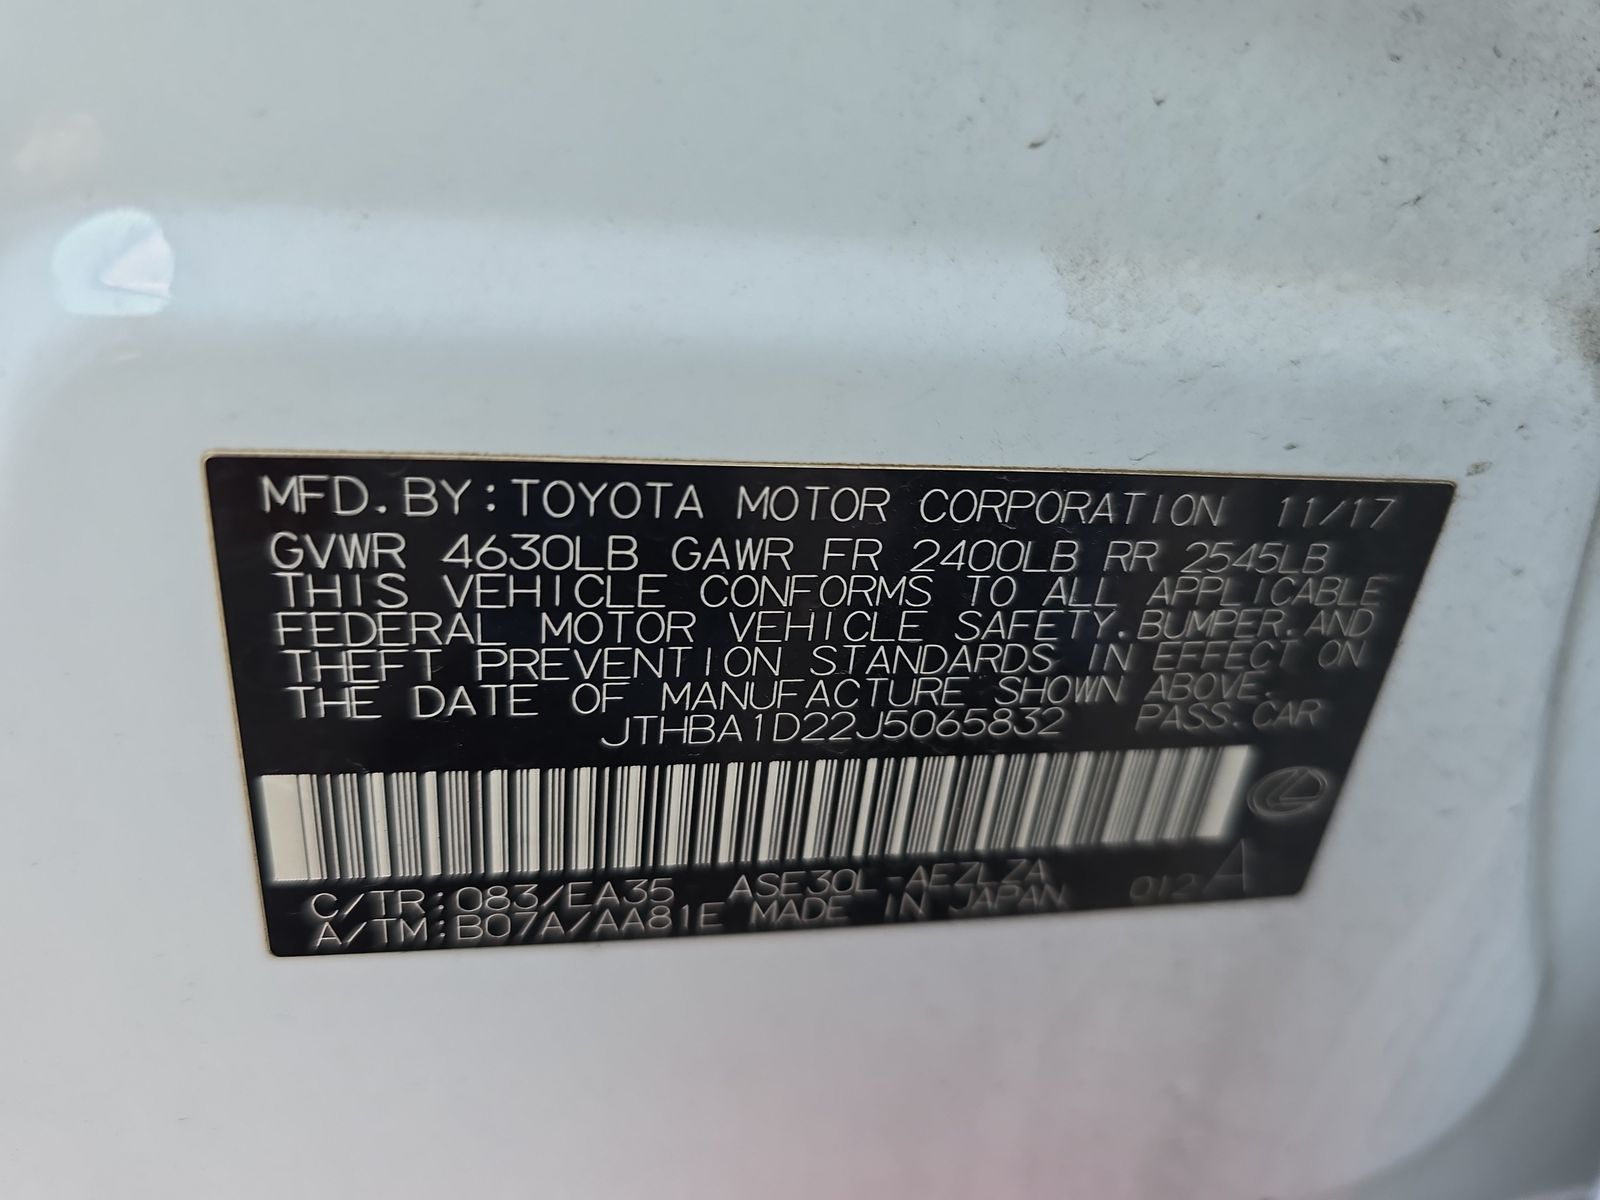 MFD. BY: TOYOTA MOTOR CORPORATION 11/17
GVWR 4630LB GAWR FR 2400LB RR 2545LB
THIS VEHICLE CONFORMS TO ALL APPLICABLE
FEDERAL MOTOR VEHICLE SAFETY, BUMPER, AND
THEFT PREVENTION STANDARDS IN EFFECT ON
THE DATE OF MANUFACTURE SHOWN ABOVE.
JTHBA1D22J5065832 PASS. CAR
C/TR: 083/EA35 ASE30L-AEZLZA
A/TM: B07A/AA81E MADE IN JAPAN 012 A